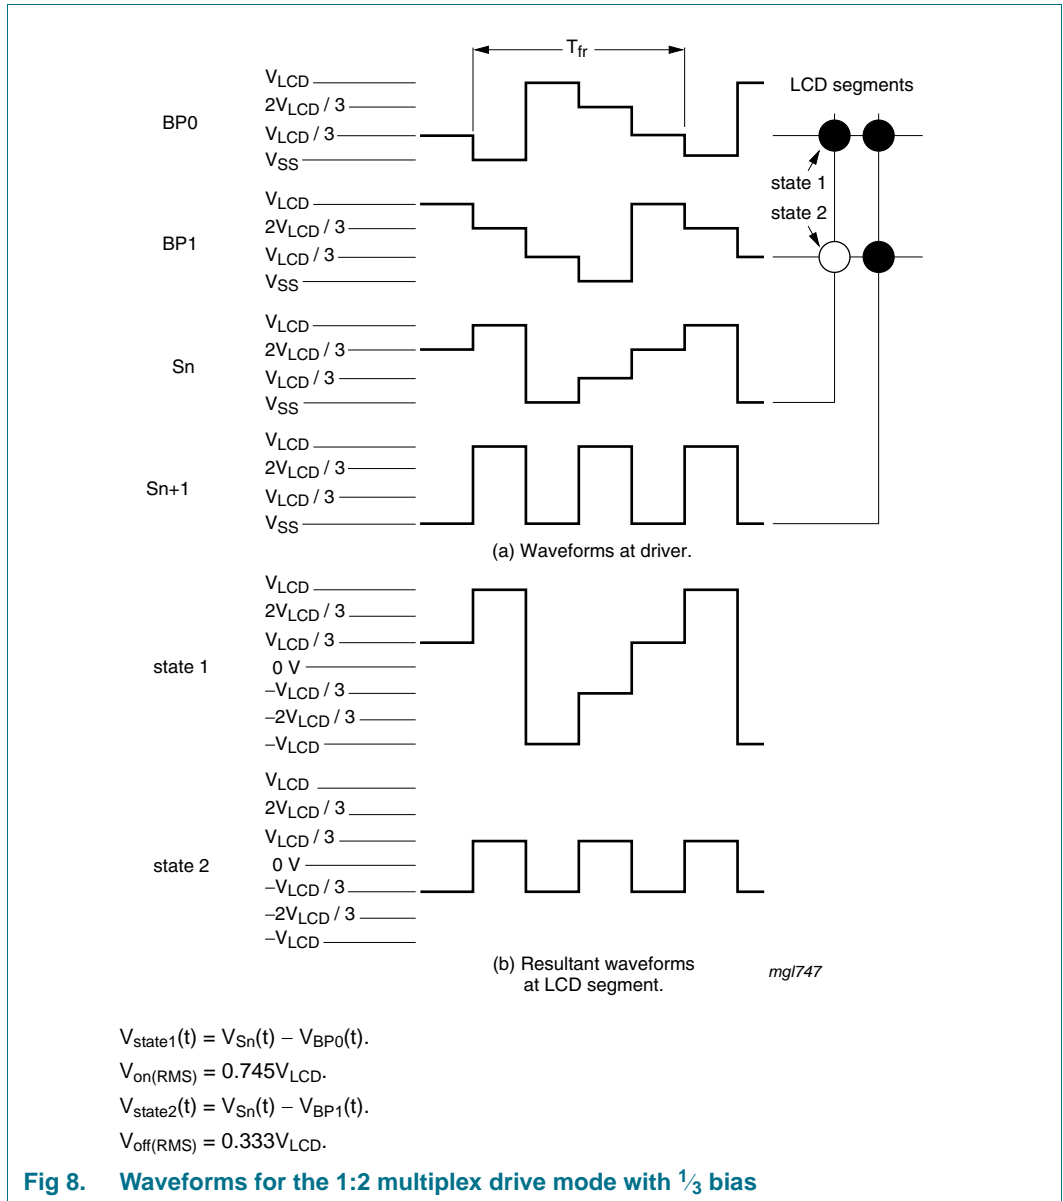 T_fr
BP0
V_LCD
2V_LCD / 3
V_LCD / 3
V_SS
LCD segments
state 1
state 2
BP1
V_LCD
2V_LCD / 3
V_LCD / 3
V_SS
Sn
V_LCD
2V_LCD / 3
V_LCD / 3
V_SS
Sn+1
V_LCD
2V_LCD / 3
V_LCD / 3
V_SS
(a) Waveforms at driver.
state 1
V_LCD
2V_LCD / 3
V_LCD / 3
0 V
−V_LCD / 3
−2V_LCD / 3
−V_LCD
state 2
V_LCD
2V_LCD / 3
V_LCD / 3
0 V
−V_LCD / 3
−2V_LCD / 3
−V_LCD
(b) Resultant waveforms
at LCD segment.
mgl747
V_state1(t) = V_Sn(t) − V_BP0(t).
V_on(RMS) = 0.745V_LCD.
V_state2(t) = V_Sn(t) − V_BP1(t).
V_off(RMS) = 0.333V_LCD.
Fig 8. Waveforms for the 1:2 multiplex drive mode with 1⁄3 bias